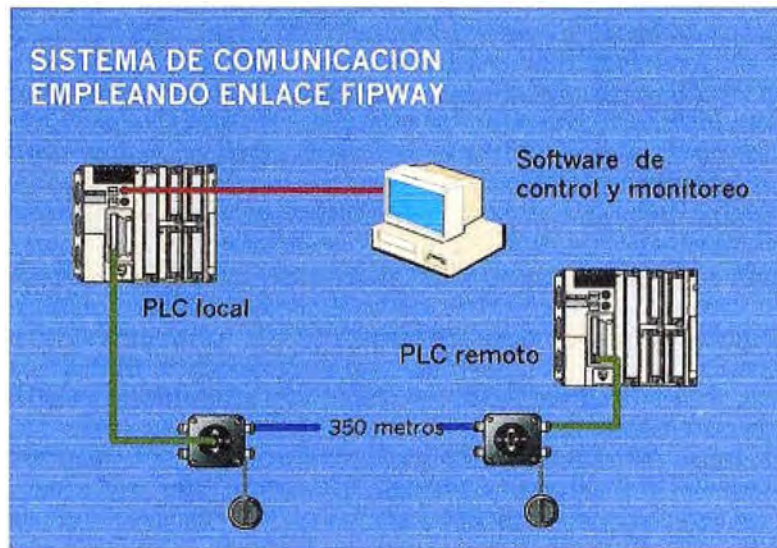 SISTEMA DE COMUNICACION
EMPLEANDO ENLACE FIPWAY
Software de
control y monitoreo
PLC local
PLC remoto
350 metros